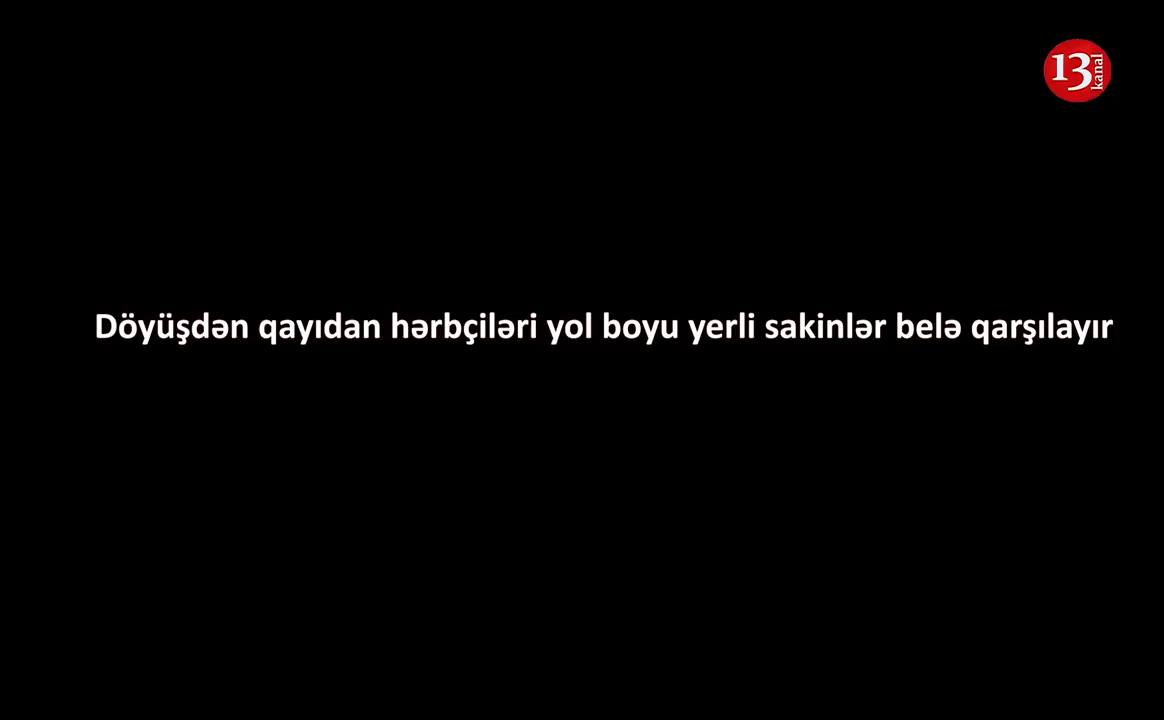 13 kanal
Döyüşdən qayıdan hərbçiləri yol boyu yerli sakinlər belə qarşılayır